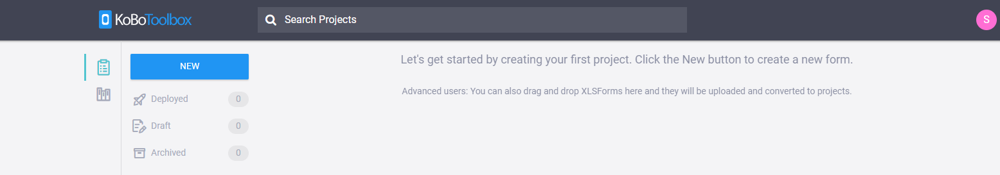 KoBoToolbox
Search Projects
S
NEW
Deployed 0
Draft 0
Archived 0
Let's get started by creating your first project. Click the New button to create a new form.
Advanced users: You can also drag and drop XLSForms here and they will be uploaded and converted to projects.